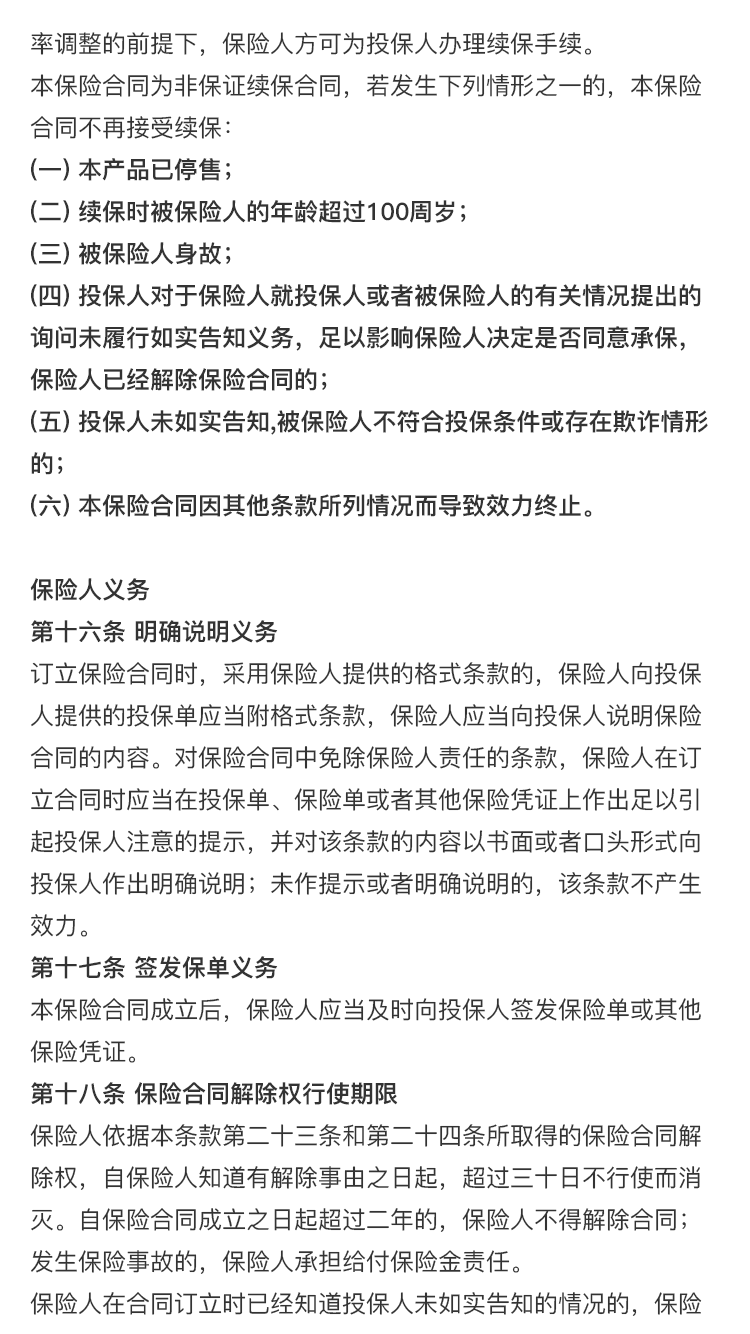 率调整的前提下，保险人方可为投保人办理续保手续。
本保险合同为非保证续保合同，若发生下列情形之一的，本保险
合同不再接受续保：
(一) 本产品已停售；
(二) 续保时被保险人的年龄超过100周岁；
(三) 被保险人身故；
(四) 投保人对于保险人就投保人或者被保险人的有关情况提出的
询问未履行如实告知义务，足以影响保险人决定是否同意承保，
保险人已经解除保险合同的；
(五) 投保人未如实告知,被保险人不符合投保条件或存在欺诈情形
的；
(六) 本保险合同因其他条款所列情况而导致效力终止。
保险人义务
第十六条 明确说明义务
订立保险合同时，采用保险人提供的格式条款的，保险人向投保
人提供的投保单应当附格式条款，保险人应当向投保人说明保险
合同的内容。对保险合同中免除保险人责任的条款，保险人在订
立合同时应当在投保单、保险单或者其他保险凭证上作出足以引
起投保人注意的提示，并对该条款的内容以书面或者口头形式向
投保人作出明确说明；未作提示或者明确说明的，该条款不产生
效力。
第十七条 签发保单义务
本保险合同成立后，保险人应当及时向投保人签发保险单或其他
保险凭证。
第十八条 保险合同解除权行使期限
保险人依据本条款第二十三条和第二十四条所取得的保险合同解
除权，自保险人知道有解除事由之日起，超过三十日不行使而消
灭。自保险合同成立之日起超过二年的，保险人不得解除合同；
发生保险事故的，保险人承担给付保险金责任。
保险人在合同订立时已经知道投保人未如实告知的情况的，保险